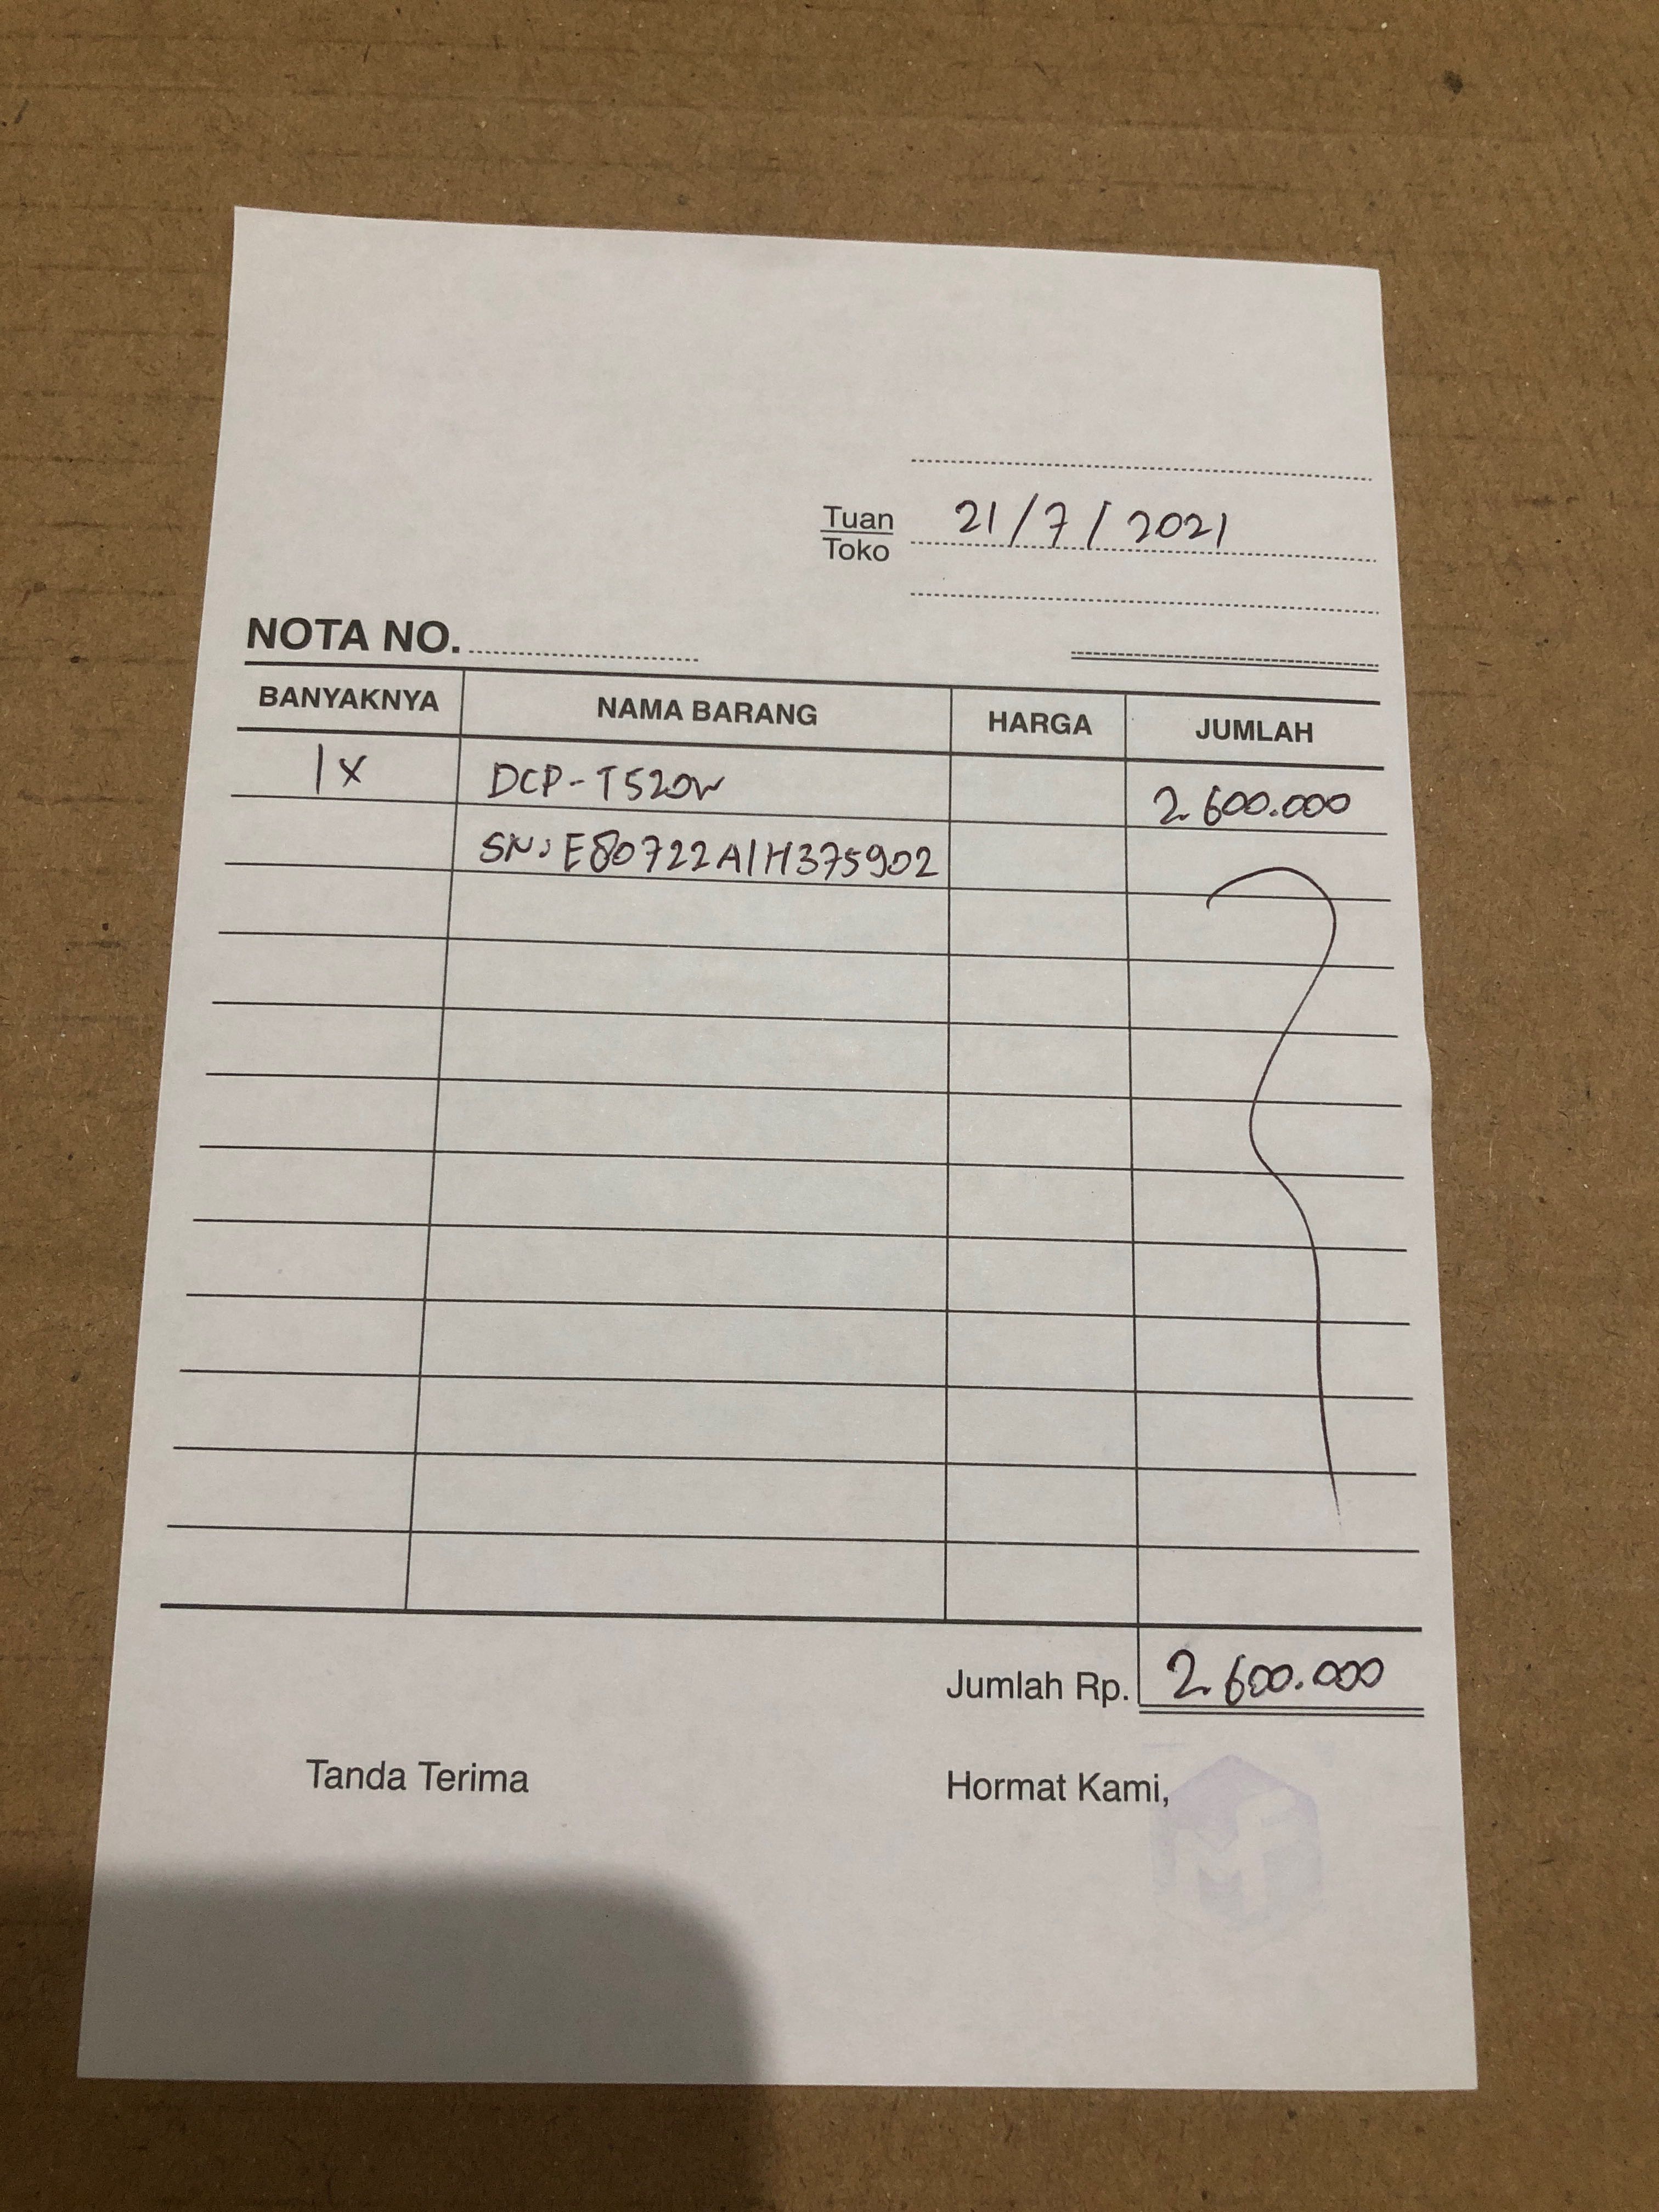 Tuan
Toko
21/7/2021
NOTA NO.
BANYAKNYA NAMA BARANG HARGA JUMLAH
1x DCP-T520W 2.600.000
SN: E80722A1H375902
Jumlah Rp. 2.600.000
Tanda Terima Hormat Kami,